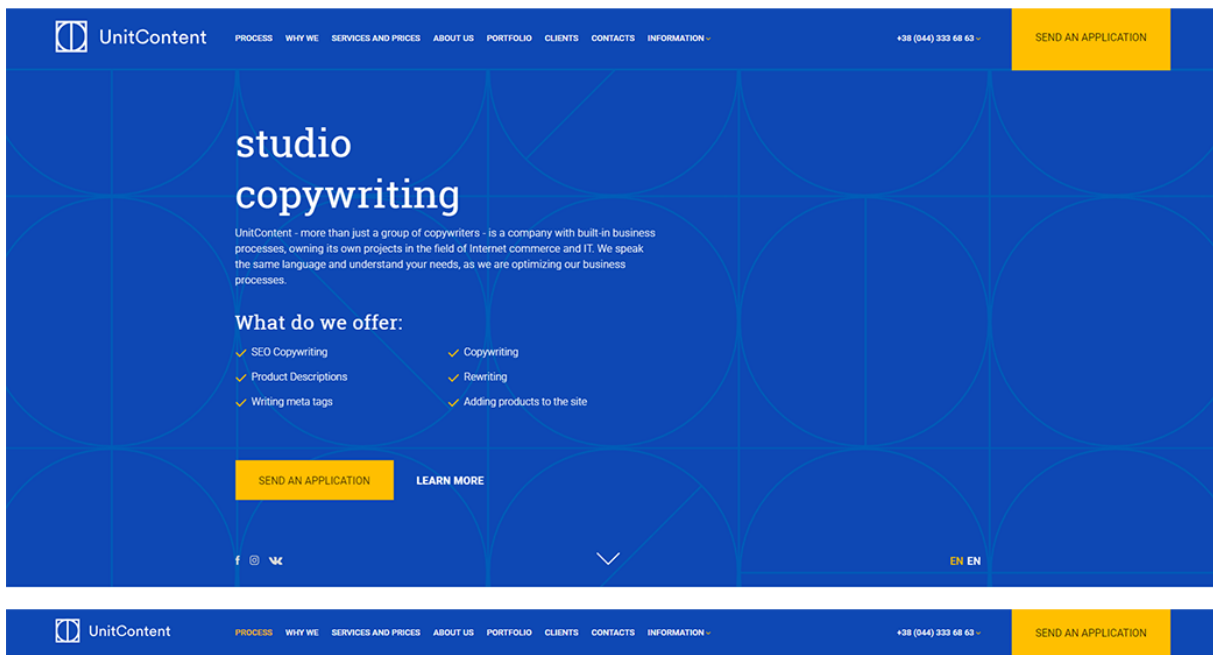 UnitContent PROCESS WHY WE SERVICES AND PRICES ABOUT US PORTFOLIO CLIENTS CONTACTS INFORMATION +38 (044) 333 68 63 SEND AN APPLICATION
studio
copywriting
UnitContent - more than just a group of copywriters - is a company with built-in business
processes, owning its own projects in the field of Internet commerce and IT. We speak
the same language and understand your needs, as we are optimizing our business
processes.
What do we offer:
SEO Copywriting Copywriting
Product Descriptions Rewriting
Writing meta tags Adding products to the site
SEND AN APPLICATION LEARN MORE
EN EN
UnitContent PROCESS WHY WE SERVICES AND PRICES ABOUT US PORTFOLIO CLIENTS CONTACTS INFORMATION +38 (044) 333 68 63 SEND AN APPLICATION